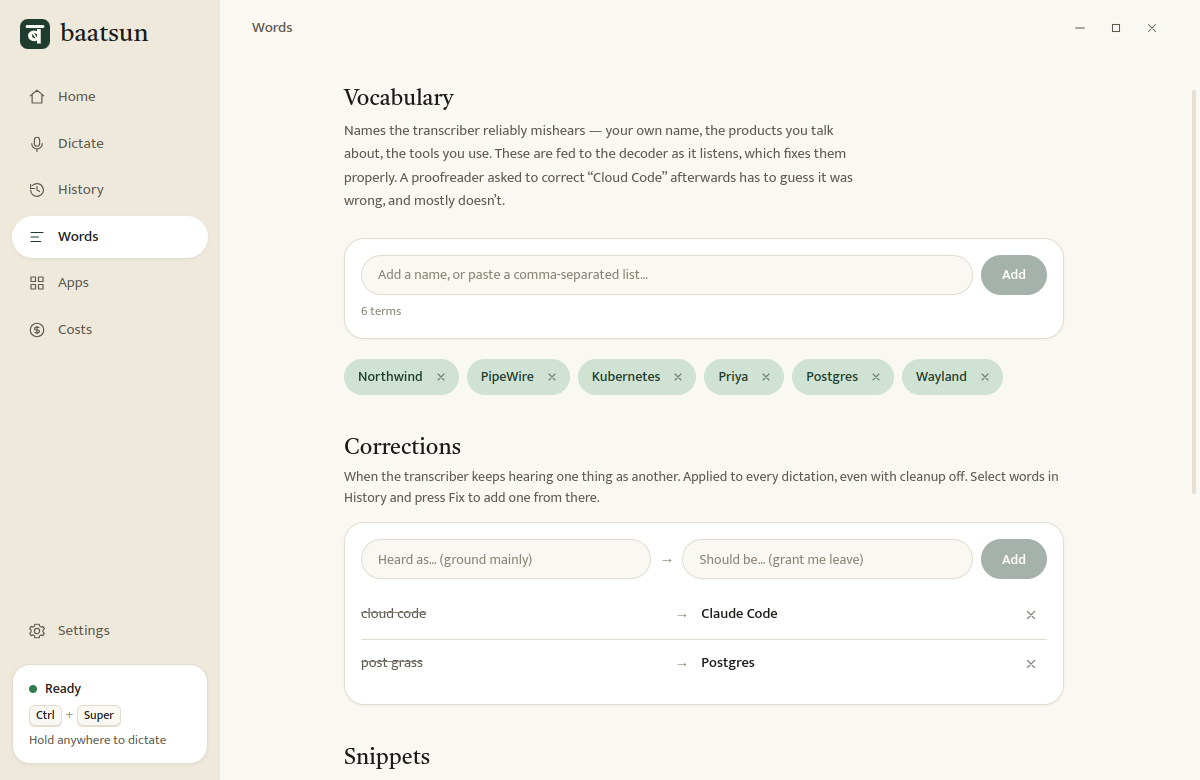 ब
baatsun
Words
Home
Dictate
History
Words
Apps
Costs
Settings
Ready
Ctrl + Super
Hold anywhere to dictate
Vocabulary
Names the transcriber reliably mishears — your own name, the products you talk
about, the tools you use. These are fed to the decoder as it listens, which fixes them
properly. A proofreader asked to correct “Cloud Code” afterwards has to guess it was
wrong, and mostly doesn’t.
Add a name, or paste a comma-separated list…
Add
6 terms
Northwind
PipeWire
Kubernetes
Priya
Postgres
Wayland
Corrections
When the transcriber keeps hearing one thing as another. Applied to every dictation, even with cleanup off. Select words in
History and press Fix to add one from there.
Heard as… (ground mainly) → Should be… (grant me leave)
Add
cloud code → Claude Code
post grass → Postgres
Snippets